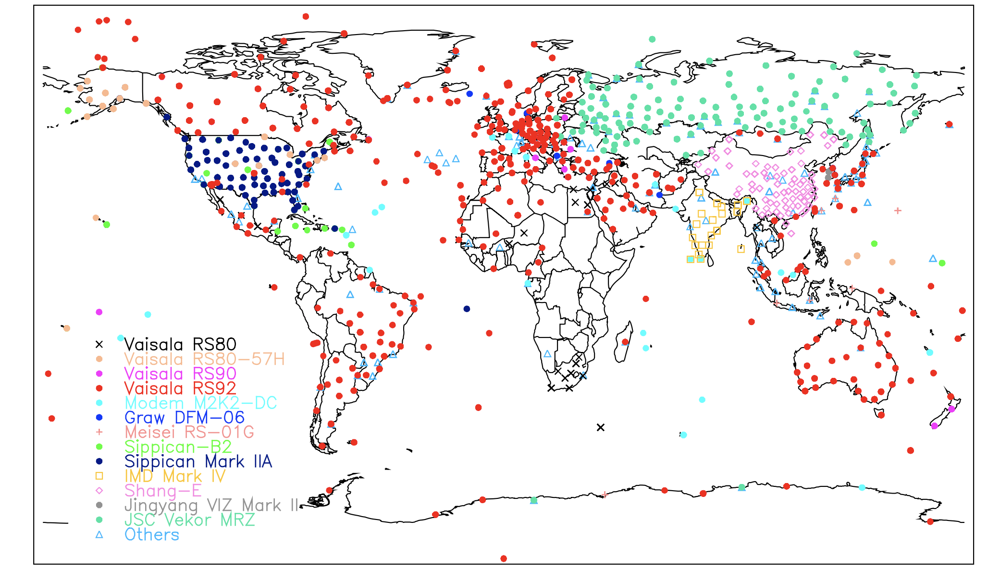 Vaisala RS80
Vaisala RS80-57H
Vaisala RS90
Vaisala RS92
Modem M2K2-DC
Graw DFM-06
Meisei RS-01G
Sippican-B2
Sippican Mark IIA
IMD Mark IV
Shang-E
Jingyang VIZ Mark II
JSC Vekor MRZ
Others